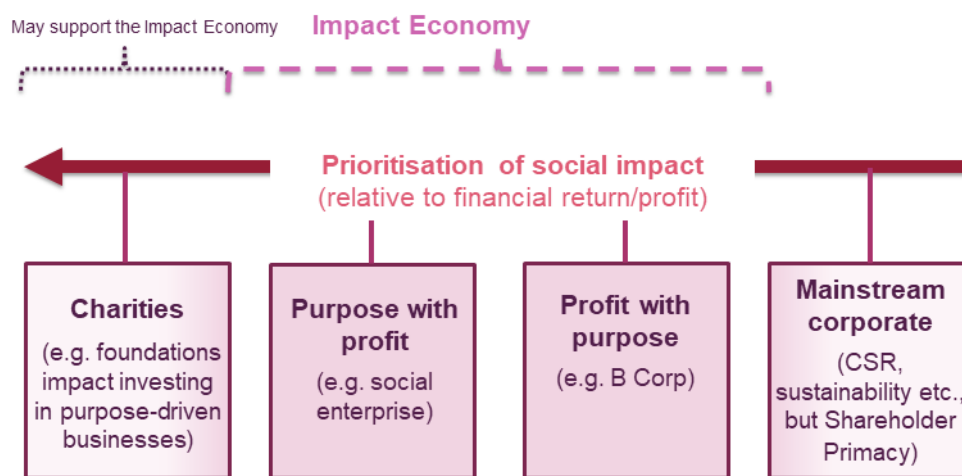 May support the Impact Economy
Impact Economy
Prioritisation of social impact
(relative to financial return/profit)
Charities
(e.g. foundations
impact investing
in purpose-driven
businesses)
Purpose with
profit
(e.g. social
enterprise)
Profit with
purpose
(e.g. B Corp)
Mainstream
corporate
(CSR,
sustainability etc.,
but Shareholder
Primacy)